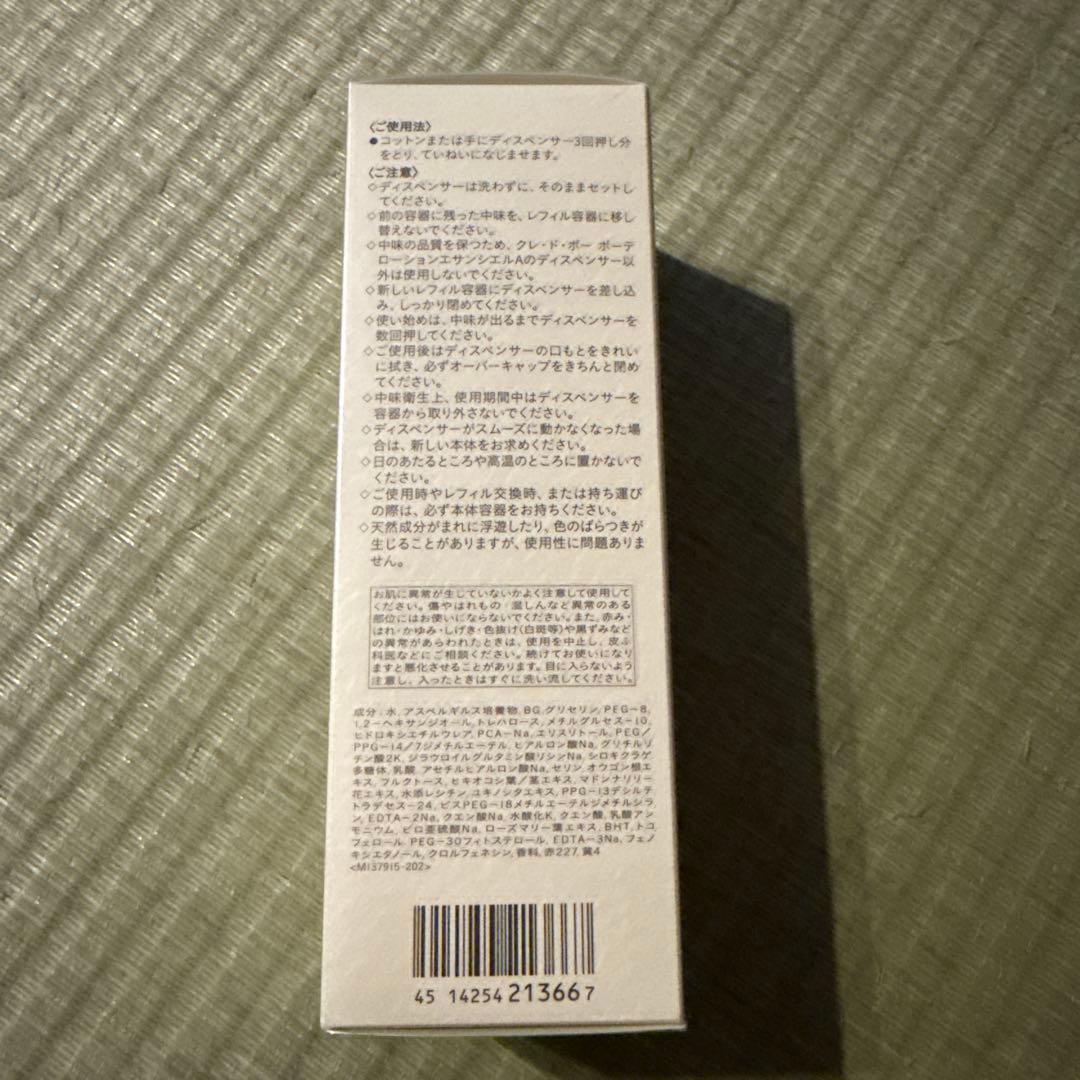 〈ご使用法〉
●コットンまたは手にディスペンサー3回押し分
をとり、ていねいになじませます。
〈ご注意〉
◇ディスペンサーは洗わずに、そのままセットし
てください。
◇前の容器に残った中味を、レフィル容器に移し
替えないでください。
◇中味の品質を保つため、クレ・ド・ポー ボーテ
ローションエサンシエルAのディスペンサー以
外は使用しないでください。
◇新しいレフィル容器にディスペンサーを差し込
み、しっかり閉めてください。
◇使い始めは、中味が出るまでディスペンサーを
数回押してください。
◇ご使用後はディスペンサーの口もとをきれい
に拭き、必ずオーバーキャップをきちんと閉め
てください。
◇中味衛生上、使用期間中はディスペンサーを
容器から取り外さないでください。
◇ディスペンサーがスムーズに動かなくなった場
合は、新しい本体をお求めください。
◇日のあたるところや高温のところに置かないで
ください。
◇ご使用時やレフィル交換時、または持ち運び
の際は、必ず本体容器をお持ちください。
◇天然成分がまれに浮遊したり、色のばらつきが
生じることがありますが、使用性に問題ありま
せん。
お肌に異常が生じていないかよく注意して使用して
ください。傷やはれもの・湿しんなど異常のある
部位にはお使いにならないでください。また、赤み・
はれ・かゆみ・しげき・色抜け(白斑等)や黒ずみなど
の異常があらわれたときは、使用を中止し、皮ふ
科医などにご相談ください。続けてお使いになり
ますと悪化させることがあります。目に入らないよう
注意し、入ったときはすぐに洗い流してください。
成分:水,アスペルギルス培養物,BG,グリセリン,PEG-8,
1,2-ヘキサンジオール,トレハロース,メチルグルセス-10,
ヒドロキシエチルウレア,PCA-Na,エリスリトール,PEG/
PPG-14/7ジメチルエーテル,ヒアルロン酸Na,グリチルリ
チン酸2K,ジラウロイルグルタミン酸リシンNa,シロキクラゲ
多糖体,乳酸,アセチルヒアルロン酸Na,セリン,オウゴン根エ
キス,フルクトース,ヒキオコシ葉/茎エキス,マドンナリリー
花エキス,水添レシチン,ユキノシタエキス,PPG-13デシルテ
トラデセス-24,ビスPEG-18メチルエーテルジメチルシラ
ン,EDTA-2Na,クエン酸Na,水酸化K,クエン酸,乳酸アン
モニウム,ピロ亜硫酸Na,ローズマリー葉エキス,BHT,トコ
フェロール,PEG-30フィトステロール,EDTA-3Na,フェノ
キシエタノール,クロルフェネシン,香料,赤227,黄4
<M137915-202>
45 14254 213667